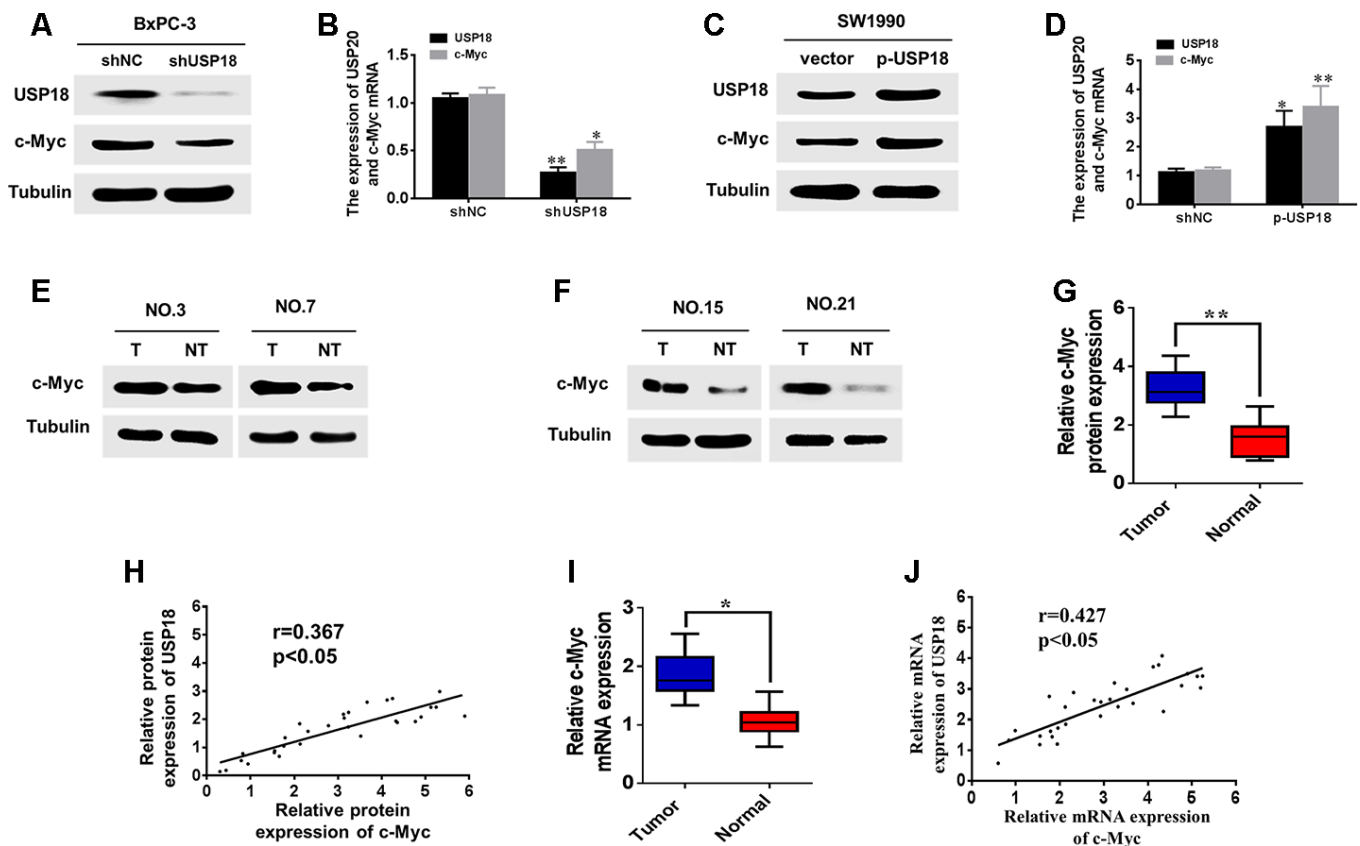 A
BxPC-3
shNC shUSP18
USP18
c-Myc
Tubulin
B
USP18
c-Myc
The expression of USP20
and c-Myc mRNA
1.5
1.0
0.5
0.0
**
*
shNC shUSP18
C
SW1990
vector p-USP18
USP18
c-Myc
Tubulin
D
USP18
c-Myc
The expression of USP20
and c-Myc mRNA
5
4
3
2
1
0
*
**
shNC p-USP18
E
NO.3 NO.7
T NT T NT
c-Myc
Tubulin
F
NO.15 NO.21
T NT T NT
c-Myc
Tubulin
G
Relative c-Myc
protein expression
6
4
2
0
**
Tumor Normal
H
Relative protein
expression of USP18
6
5
4
3
2
1
0
r=0.367
p<0.05
0 1 2 3 4 5 6
Relative protein
expression of c-Myc
I
Relative c-Myc
mRNA expression
3
2
1
0
*
Tumor Normal
J
Relative mRNA
expression of USP18
6
5
4
3
2
1
0
r=0.427
p<0.05
0 1 2 3 4 5 6
Relative mRNA expression
of c-Myc